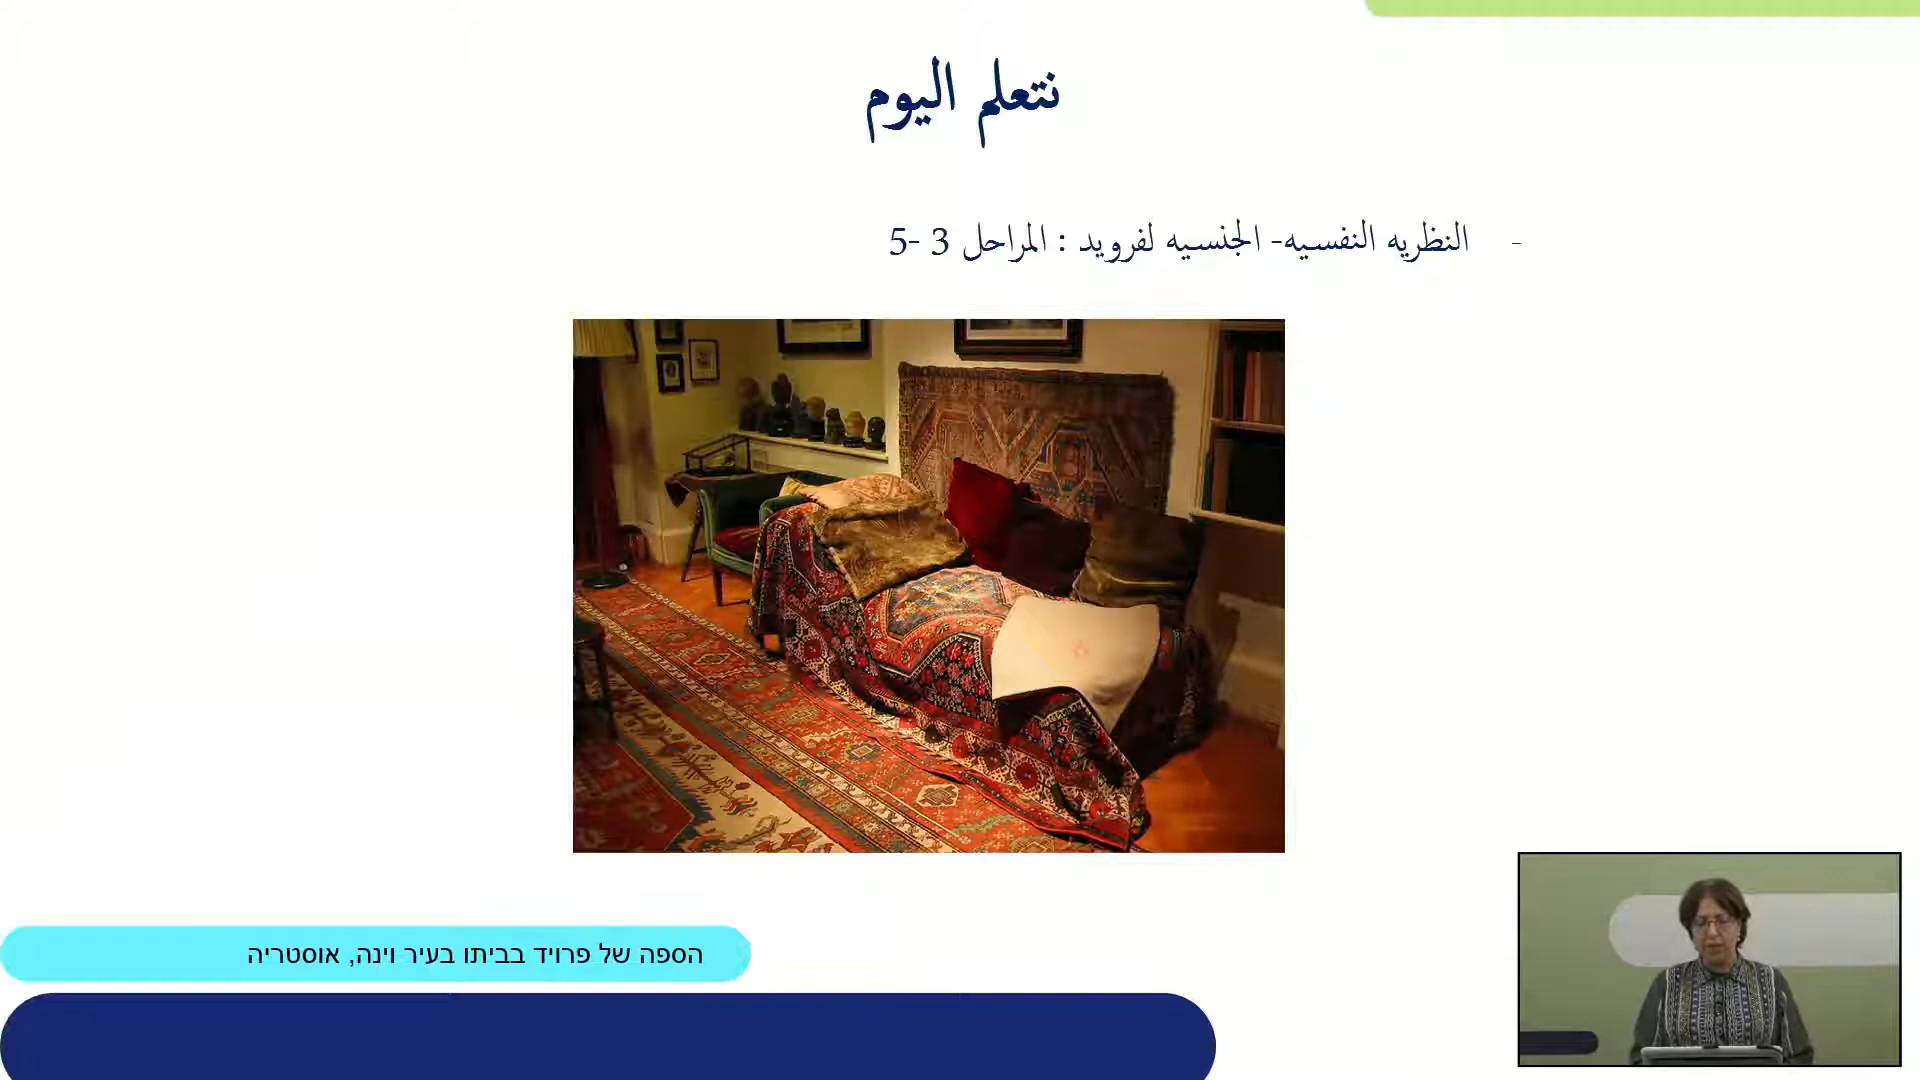 نتعلم اليوم
- النظريه النفسيه- الجنسيه لفرويد : المراحل 3 -5
הספה של פרויד בביתו בעיר וינה, אוסטריה